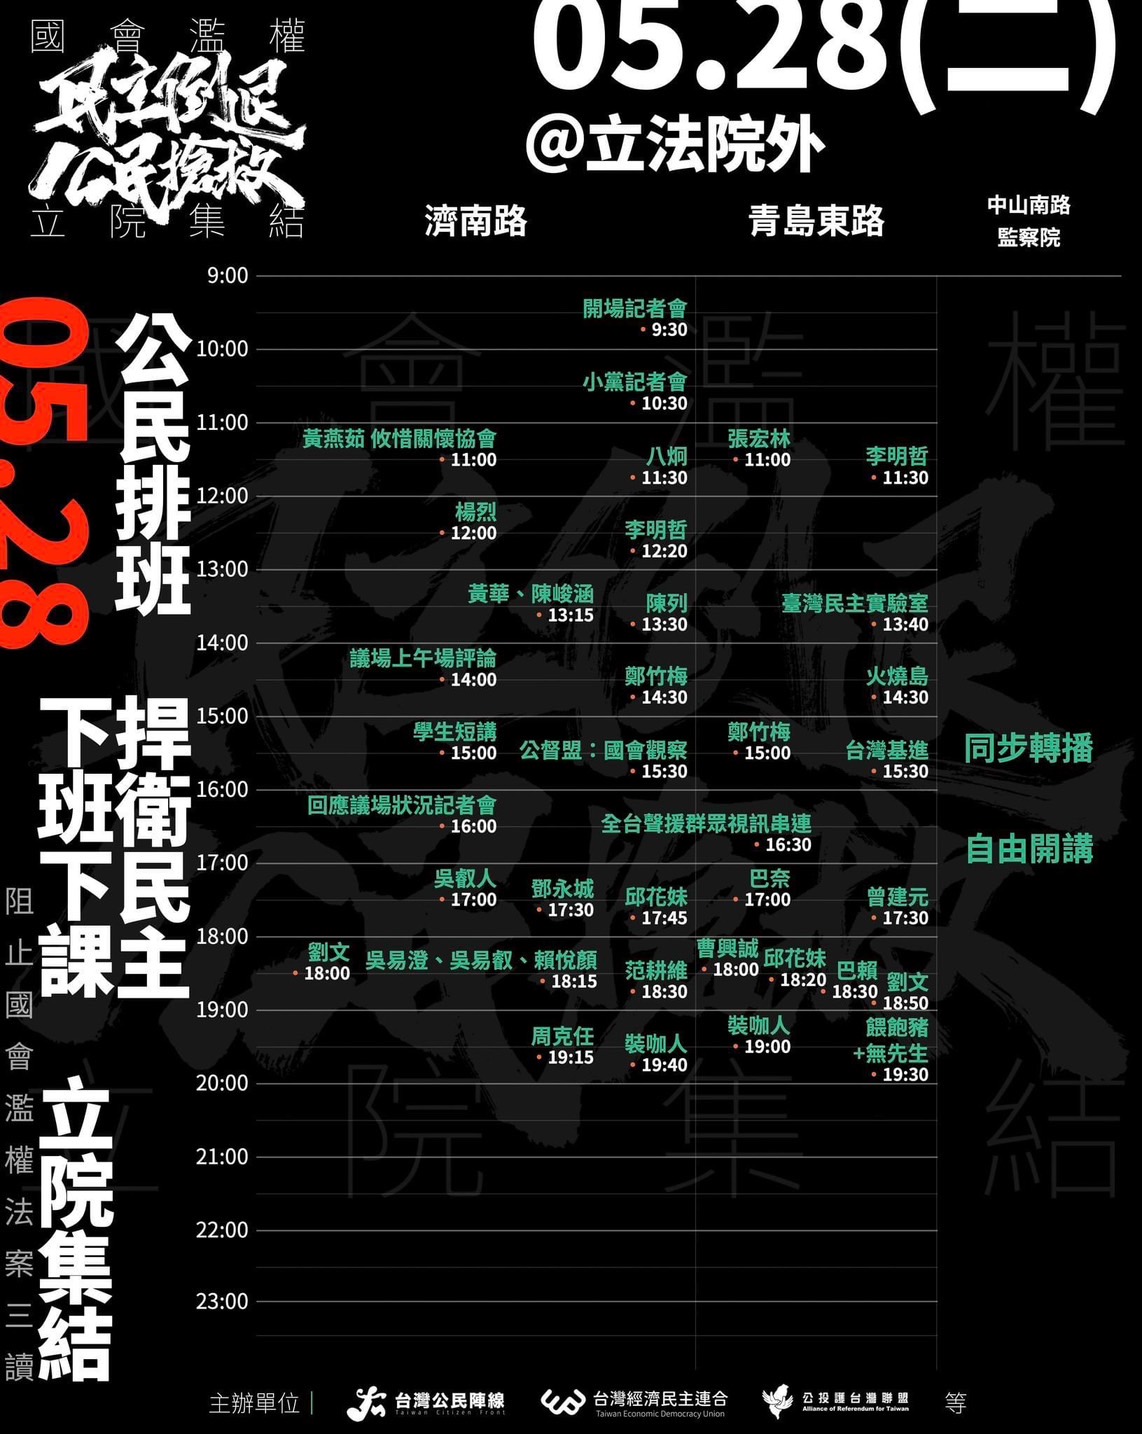 國會濫權
民主倒退
公民搶救
立院集結
05.28(二)
@立法院外
濟南路
青島東路
中山南路
監察院
05.28
公民排班
捍衛民主
下班下課
立院集結
阻止國會濫權法案三讀
9:00
開場記者會
9:30
10:00
小黨記者會
10:30
11:00
黃燕茹 攸惜關懷協會
11:00
八炯
11:30
張宏林
11:00
李明哲
11:30
12:00
楊烈
12:00
李明哲
12:20
13:00
黃華、陳峻涵
13:15
陳列
13:30
臺灣民主實驗室
13:40
14:00
議場上午場評論
14:00
鄭竹梅
14:30
火燒島
14:30
15:00
學生短講
15:00
公督盟：國會觀察
15:30
鄭竹梅
15:00
台灣基進
15:30
同步轉播
16:00
回應議場狀況記者會
16:00
全台聲援群眾視訊串連
16:30
自由開講
17:00
吳叡人
17:00
鄧永城
17:30
邱花妹
17:45
巴奈
17:00
曾建元
17:30
18:00
劉文
18:00
吳易澄、吳易叡、賴悅顏
18:15
范耕維
18:30
曹興誠
18:00
邱花妹
18:20
巴賴
18:30
劉文
18:50
19:00
周克任
19:15
裝咖人
19:40
裝咖人
19:00
餵飽豬
+無先生
19:30
20:00
21:00
22:00
23:00
國會濫權
民主倒退
公民搶救
立院集結
主辦單位
台灣公民陣線
Taiwan Citizen Front
台灣經濟民主連合
Taiwan Economic Democracy Union
公投護台灣聯盟
Alliance of Referendum for Taiwan
等